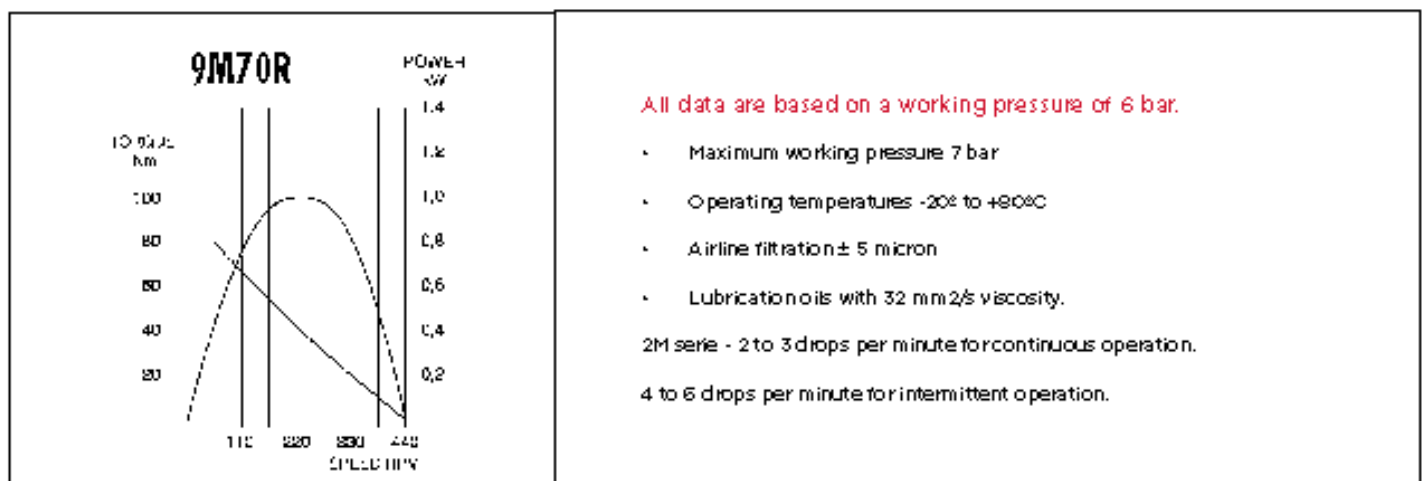 9M70R
POWER
kW
1.4
1.2
100
1,0
80
0,8
60
0,6
40
0,4
20
0,2
110 220 330 440
SPEED RPM
All data are based on a working pressure of 6 bar.
• Maximum working pressure 7 bar
• Operating temperatures -20º to +80ºC
• Airline filtration ± 5 micron
• Lubrication oils with 32 mm2/s viscosity.
2M serie - 2 to 3 drops per minute for continuous operation.
4 to 6 drops per minute for intermittent operation.